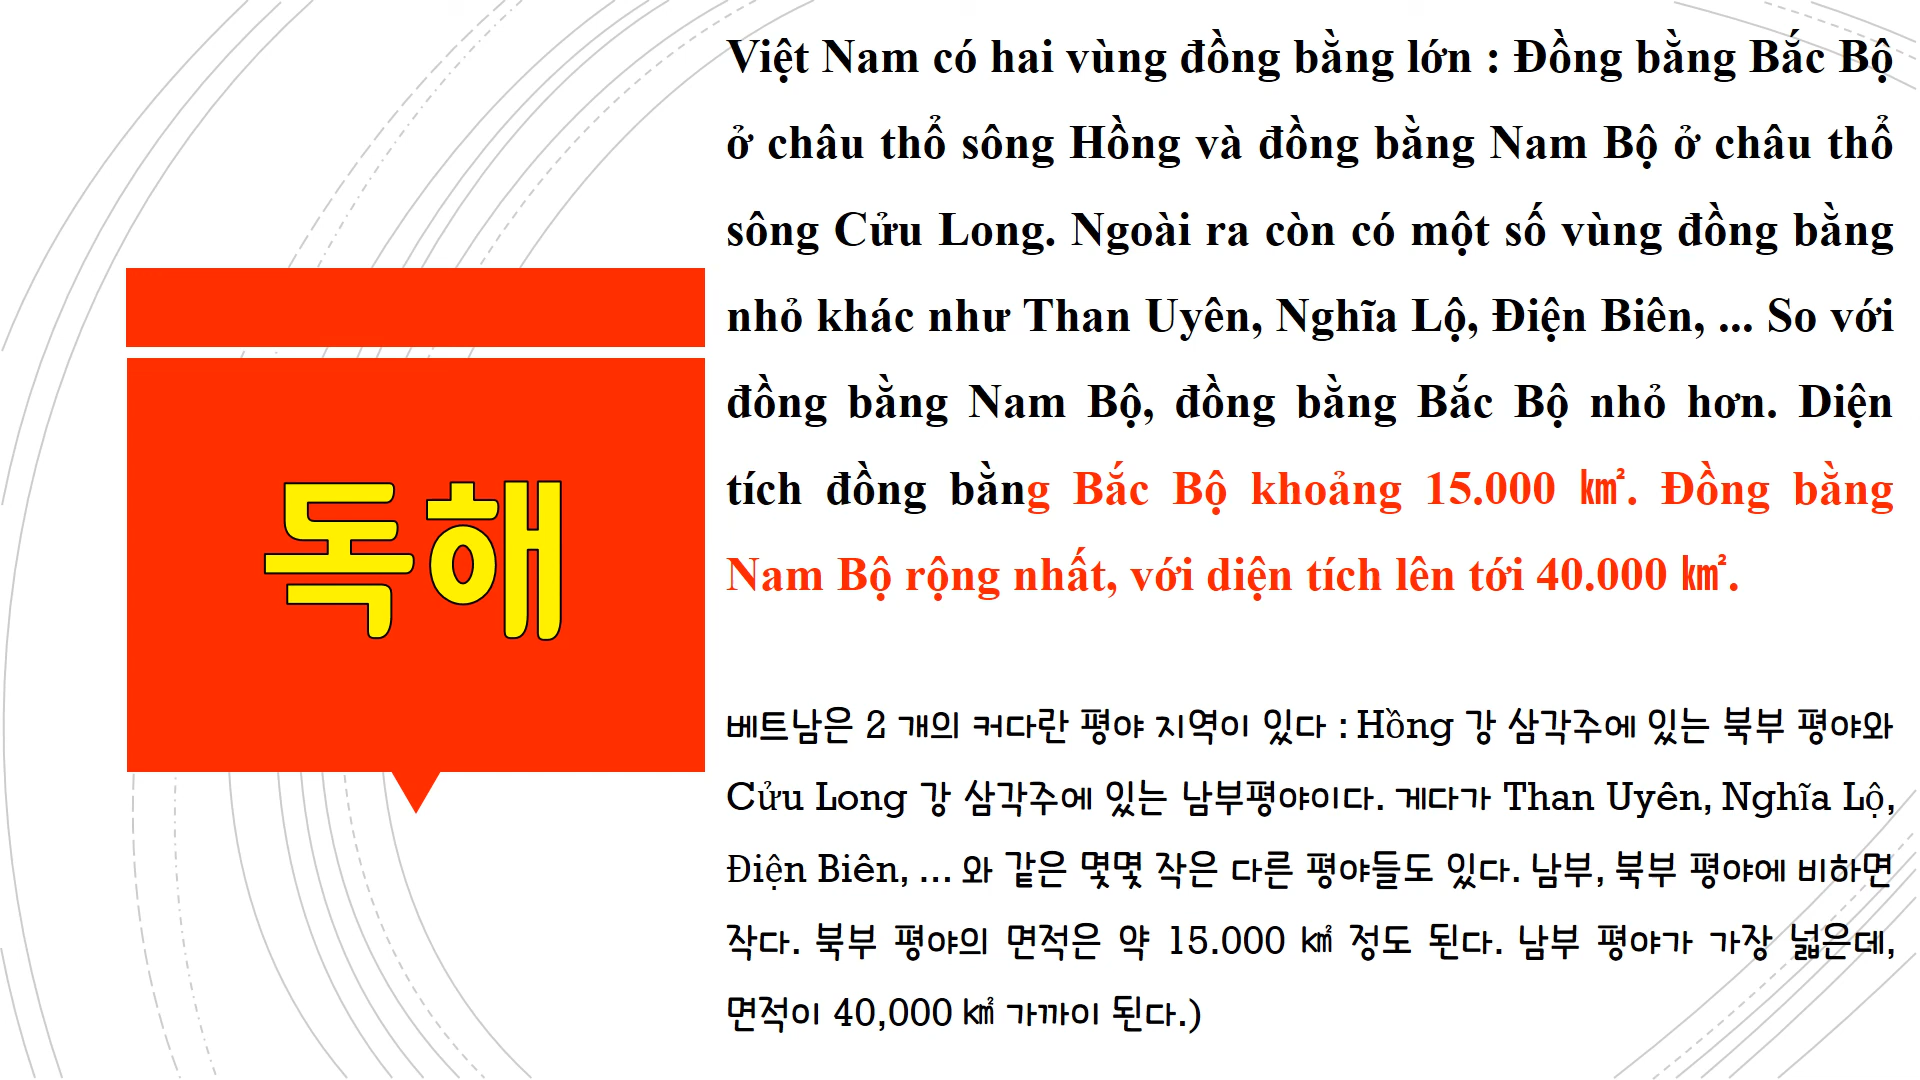 독해
Việt Nam có hai vùng đồng bằng lớn : Đồng bằng Bắc Bộ
ở châu thổ sông Hồng và đồng bằng Nam Bộ ở châu thổ
sông Cửu Long. Ngoài ra còn có một số vùng đồng bằng
nhỏ khác như Than Uyên, Nghĩa Lộ, Điện Biên, ... So với
đồng bằng Nam Bộ, đồng bằng Bắc Bộ nhỏ hơn. Diện
tích đồng bằng Bắc Bộ khoảng 15.000 ㎢. Đồng bằng
Nam Bộ rộng nhất, với diện tích lên tới 40.000 ㎢.
베트남은 2 개의 커다란 평야 지역이 있다 : Hồng 강 삼각주에 있는 북부 평야와
Cửu Long 강 삼각주에 있는 남부평야이다. 게다가 Than Uyên, Nghĩa Lộ,
Điện Biên, ... 와 같은 몇몇 작은 다른 평야들도 있다. 남부, 북부 평야에 비하면
작다. 북부 평야의 면적은 약 15.000 ㎢ 정도 된다. 남부 평야가 가장 넓은데,
면적이 40,000 ㎢ 가까이 된다.)